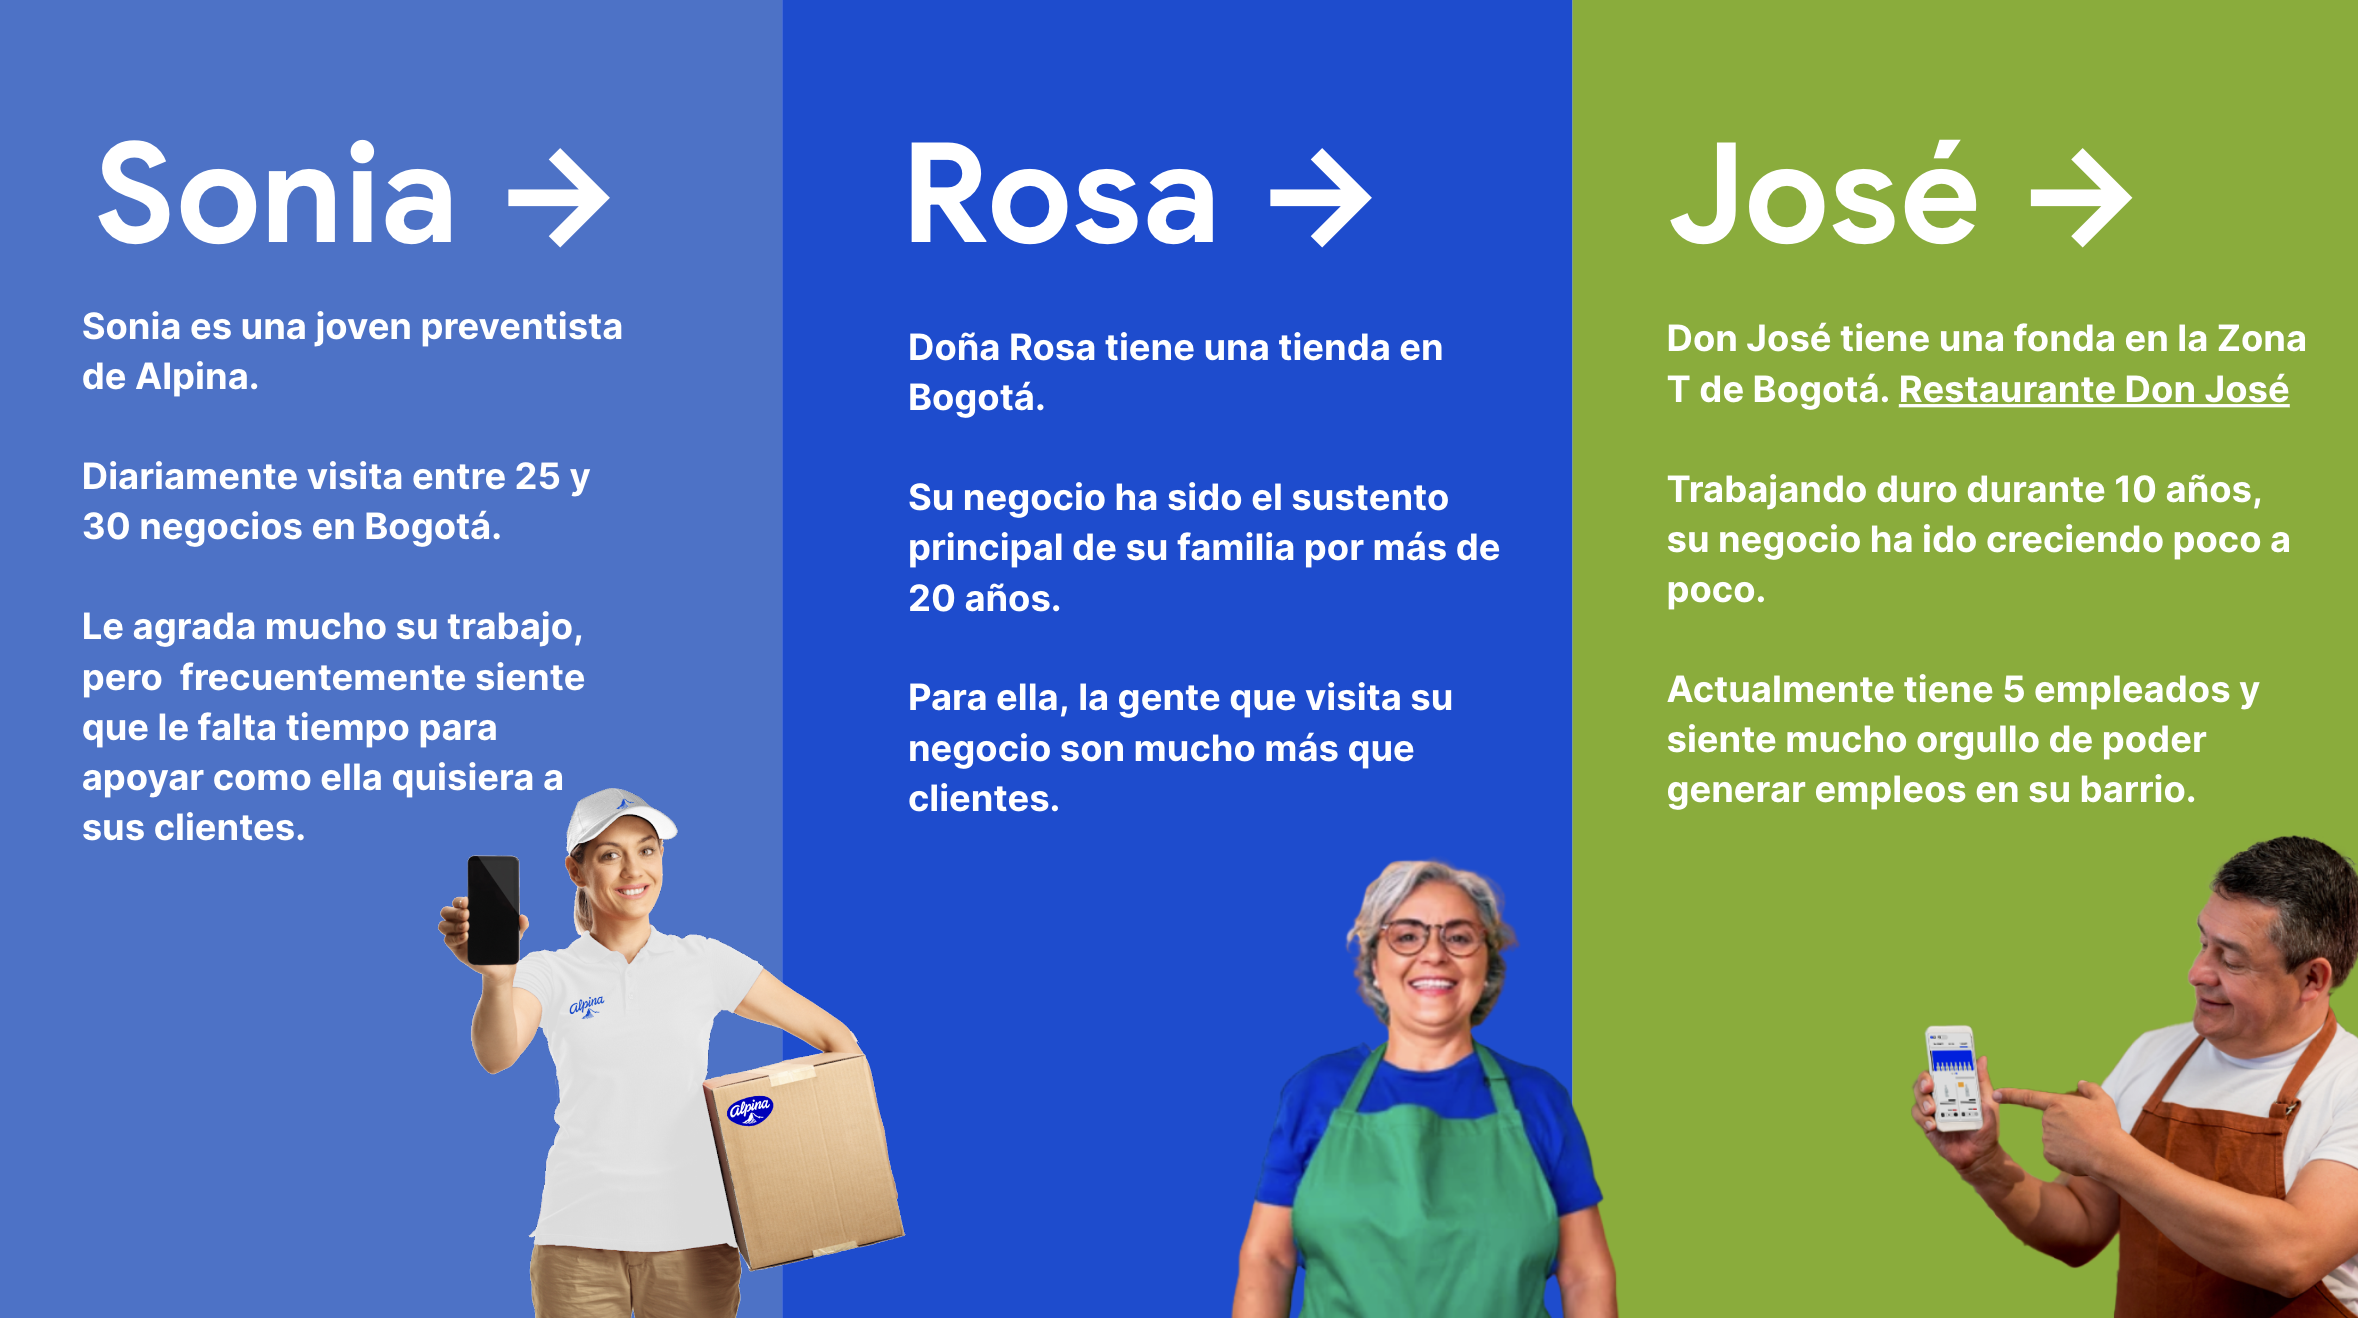 Sonia →
Sonia es una joven preventista
de Alpina.
Diariamente visita entre 25 y
30 negocios en Bogotá.
Le agrada mucho su trabajo,
pero  frecuentemente siente
que le falta tiempo para
apoyar como ella quisiera a
sus clientes.
Alpina
Alpina
Rosa →
Doña Rosa tiene una tienda en
Bogotá.
Su negocio ha sido el sustento
principal de su familia por más de
20 años.
Para ella, la gente que visita su
negocio son mucho más que
clientes.
José →
Don José tiene una fonda en la Zona
T de Bogotá. Restaurante Don José
Trabajando duro durante 10 años,
su negocio ha ido creciendo poco a
poco.
Actualmente tiene 5 empleados y
siente mucho orgullo de poder
generar empleos en su barrio.